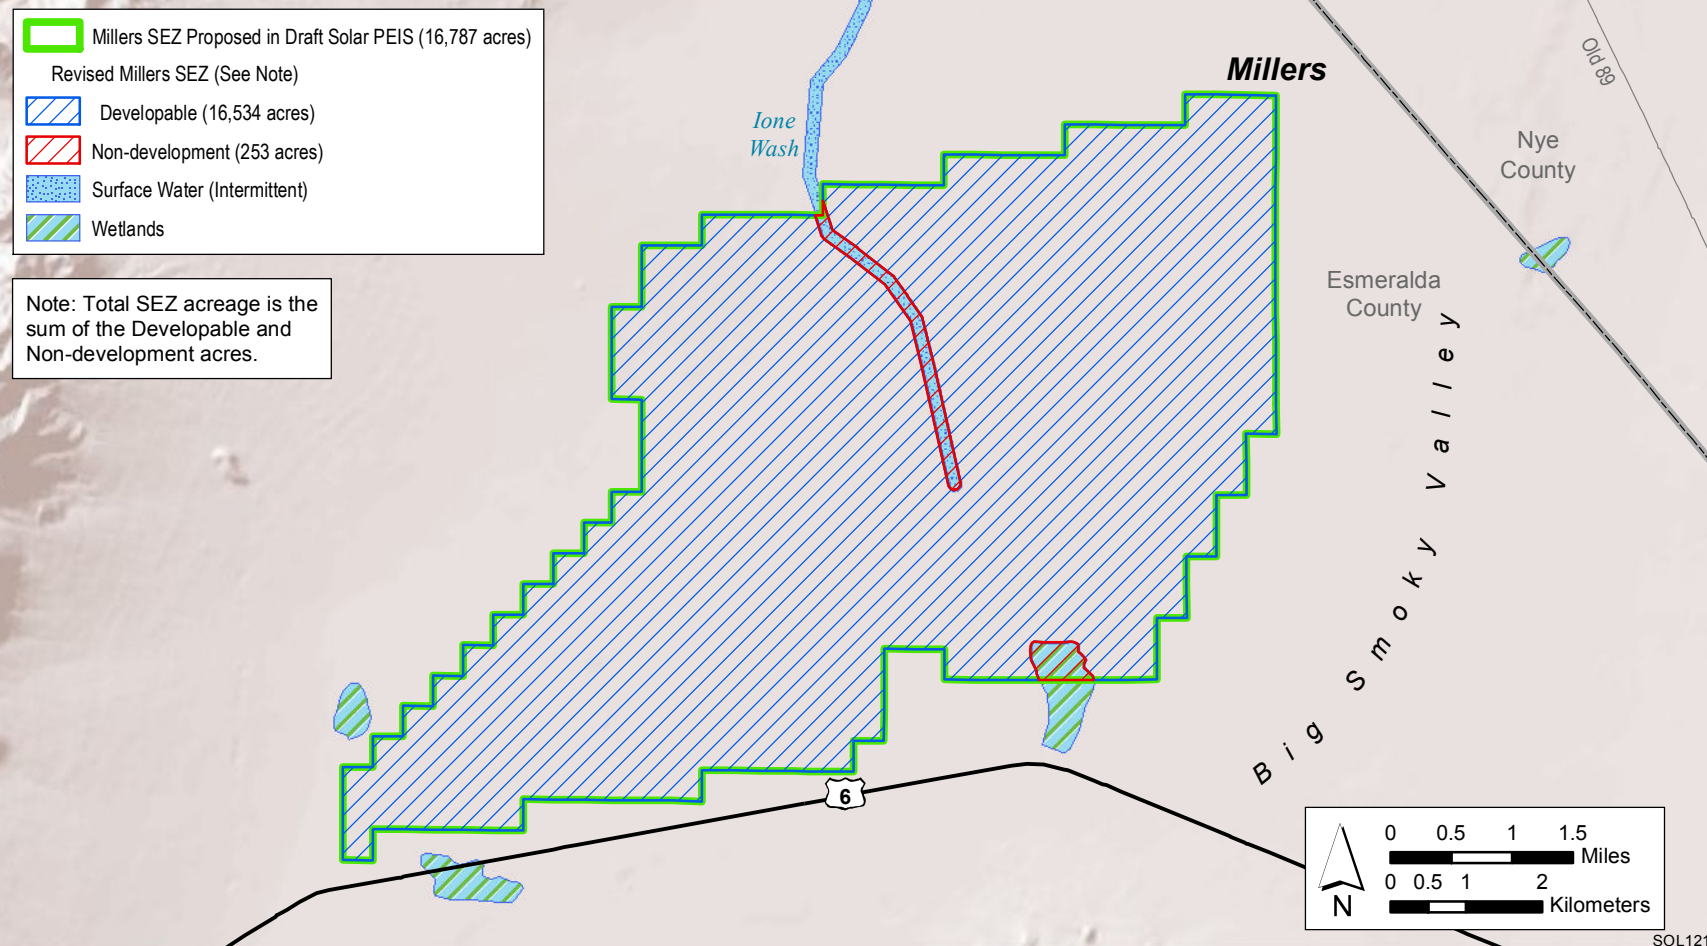 Millers SEZ Proposed in Draft Solar PEIS (16,787 acres)
Revised Millers SEZ (See Note)
Developable (16,534 acres)
Non-development (253 acres)
Surface Water (Intermittent)
Wetlands
Note: Total SEZ acreage is the
sum of the Developable and
Non-development acres.
Ione
Wash
Millers
Old 89
Nye
County
Esmeralda
County
Big Smoky Valley
6
0 0.5 1 1.5
Miles
0 0.5 1 2
Kilometers
N
SOL121